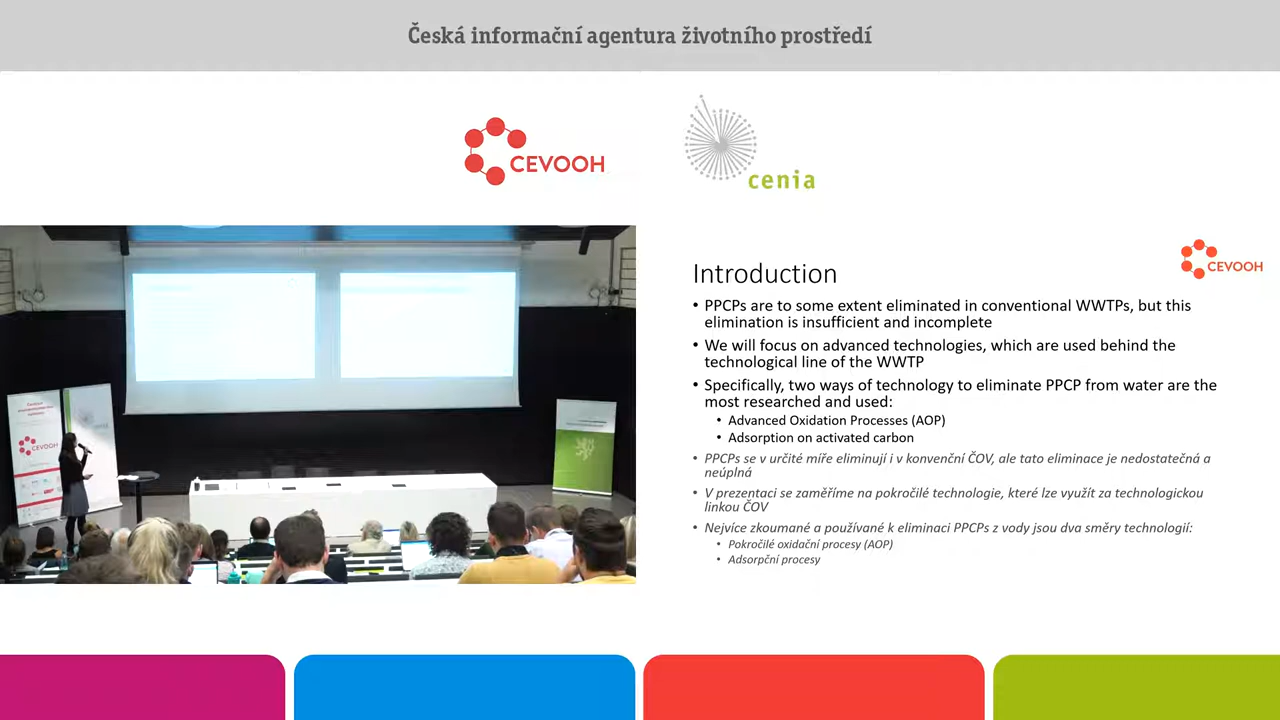 Česká informační agentura životního prostředí
CEVOOH
cenia
CEVOOH
Introduction
• PPCPs are to some extent eliminated in conventional WWTPs, but this
elimination is insufficient and incomplete
• We will focus on advanced technologies, which are used behind the
technological line of the WWTP
• Specifically, two ways of technology to eliminate PPCP from water are the
most researched and used:
• Advanced Oxidation Processes (AOP)
• Adsorption on activated carbon
• PPCPs se v určité míře eliminují i v konvenční ČOV, ale tato eliminace je nedostatečná a
neúplná
• V prezentaci se zaměříme na pokročilé technologie, které lze využít za technologickou
linkou ČOV
• Nejvíce zkoumané a používané k eliminaci PPCPs z vody jsou dva směry technologií:
• Pokročilé oxidační procesy (AOP)
• Adsorpční procesy
CEVOOH